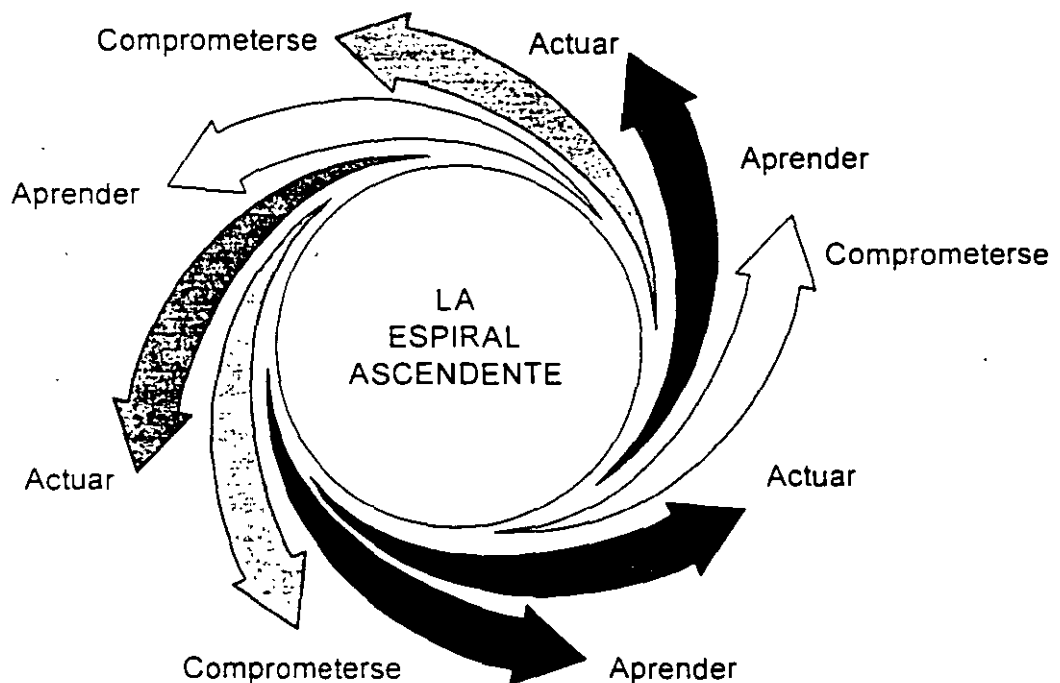 Comprometerse
Actuar
Aprender
Aprender
Comprometerse
LA
ESPIRAL
ASCENDENTE
Actuar
Actuar
Comprometerse
Aprender